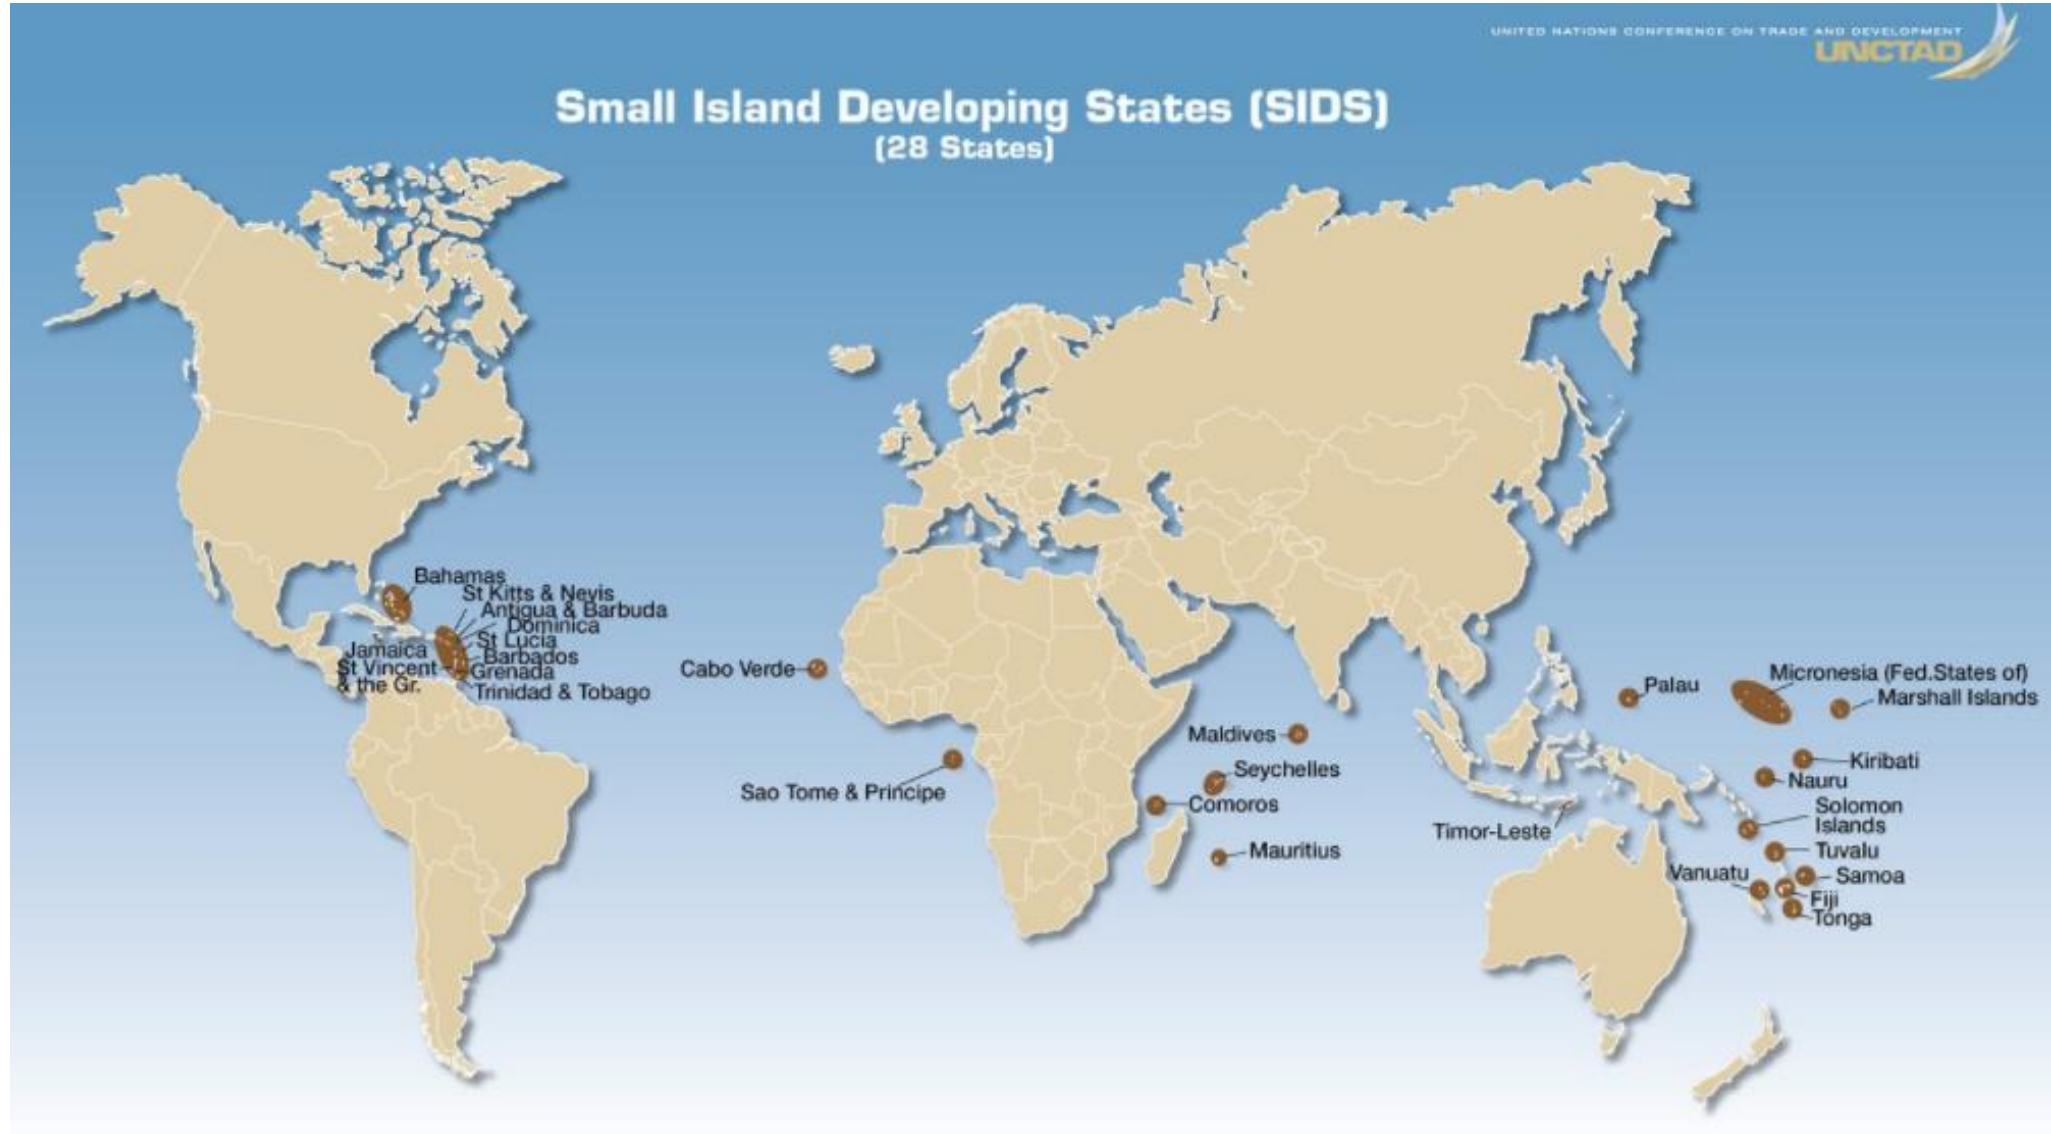 UNITED NATIONS CONFERENCE ON TRADE AND DEVELOPMENT
UNCTAD
Small Island Developing States (SIDS)
(28 States)
Bahamas
St Kitts & Nevis
Antigua & Barbuda
Dominica
St Lucia
Jamaica
Barbados
St Vincent
& the Gr.
Grenada
Trinidad & Tobago
Cabo Verde
Sao Tome & Principe
Maldives
Seychelles
Comoros
Mauritius
Timor-Leste
Palau
Micronesia (Fed.States of)
Marshall Islands
Kiribati
Nauru
Solomon
Islands
Tuvalu
Vanuatu
Samoa
Fiji
Tonga